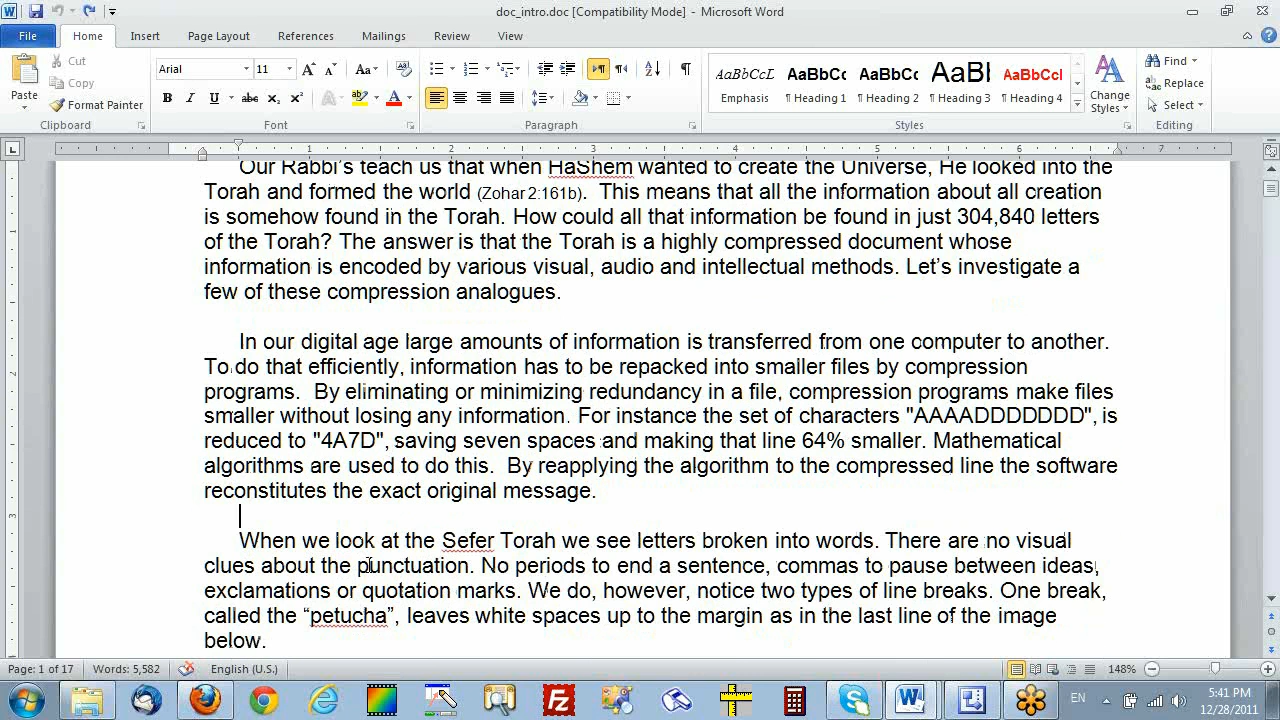 doc_intro.doc [Compatibility Mode] - Microsoft Word
File Home Insert Page Layout References Mailings Review View
Paste
Cut
Copy
Format Painter
Clipboard
Arial 11
Font
Paragraph
AaBbCcL AaBbCc AaBbCc AaBl AaBbCcl
Emphasis ¶ Heading 1 ¶ Heading 2 ¶ Heading 3 ¶ Heading 4
Change
Styles
Styles
Find
Replace
Select
Editing
1 2 3 4 5 6 7
Our Rabbi’s teach us that when HaShem wanted to create the Universe, He looked into the
Torah and formed the world (Zohar 2:161b). This means that all the information about all creation
is somehow found in the Torah. How could all that information be found in just 304,840 letters
of the Torah? The answer is that the Torah is a highly compressed document whose
information is encoded by various visual, audio and intellectual methods. Let’s investigate a
few of these compression analogues.
In our digital age large amounts of information is transferred from one computer to another.
To do that efficiently, information has to be repacked into smaller files by compression
programs. By eliminating or minimizing redundancy in a file, compression programs make files
smaller without losing any information. For instance the set of characters "AAAADDDDDDD", is
reduced to "4A7D", saving seven spaces and making that line 64% smaller. Mathematical
algorithms are used to do this. By reapplying the algorithm to the compressed line the software
reconstitutes the exact original message.
When we look at the Sefer Torah we see letters broken into words. There are no visual
clues about the punctuation. No periods to end a sentence, commas to pause between ideas,
exclamations or quotation marks. We do, however, notice two types of line breaks. One break,
called the “petucha”, leaves white spaces up to the margin as in the last line of the image
below.
Page: 1 of 17 Words: 5,582 English (U.S.) 148%
EN 5:41 PM
12/28/2011